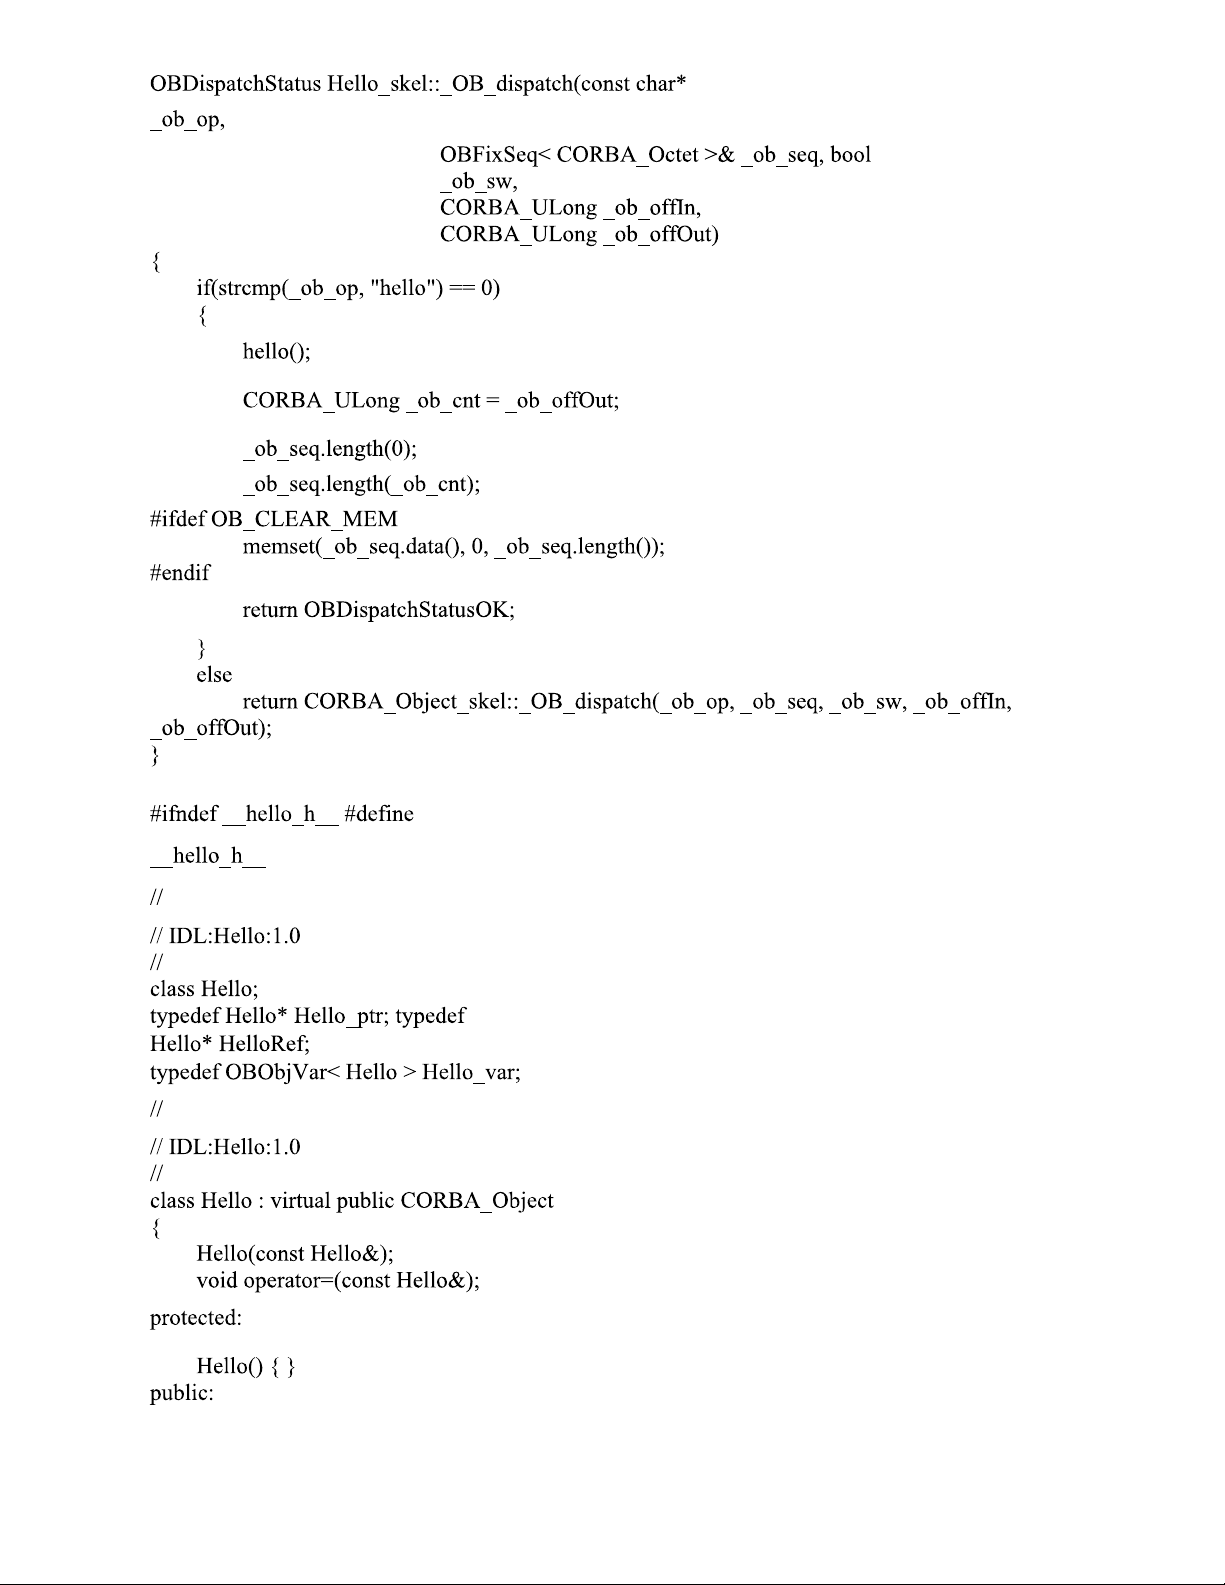 OBDispatchStatus Hello_skel::_OB_dispatch(const char*
_ob_op,
OBFixSeq< CORBA_Octet >& _ob_seq, bool
_ob_sw,
CORBA_ULong _ob_offIn,
CORBA_ULong _ob_offOut)
{
if(strcmp(_ob_op, "hello") == 0)
{
hello();
CORBA_ULong _ob_cnt = _ob_offOut;
_ob_seq.length(0);
_ob_seq.length(_ob_cnt);
#ifdef OB_CLEAR_MEM
memset(_ob_seq.data(), 0, _ob_seq.length());
#endif
return OBDispatchStatusOK;
}
else
return CORBA_Object_skel::_OB_dispatch(_ob_op, _ob_seq, _ob_sw, _ob_offIn,
_ob_offOut);
}
#ifndef __hello_h__ #define
__hello_h__
//
// IDL:Hello:1.0
//
class Hello;
typedef Hello* Hello_ptr; typedef
Hello* HelloRef;
typedef OBObjVar< Hello > Hello_var;
//
// IDL:Hello:1.0
//
class Hello : virtual public CORBA_Object
{
Hello(const Hello&);
void operator=(const Hello&);
protected:
Hello() { }
public: